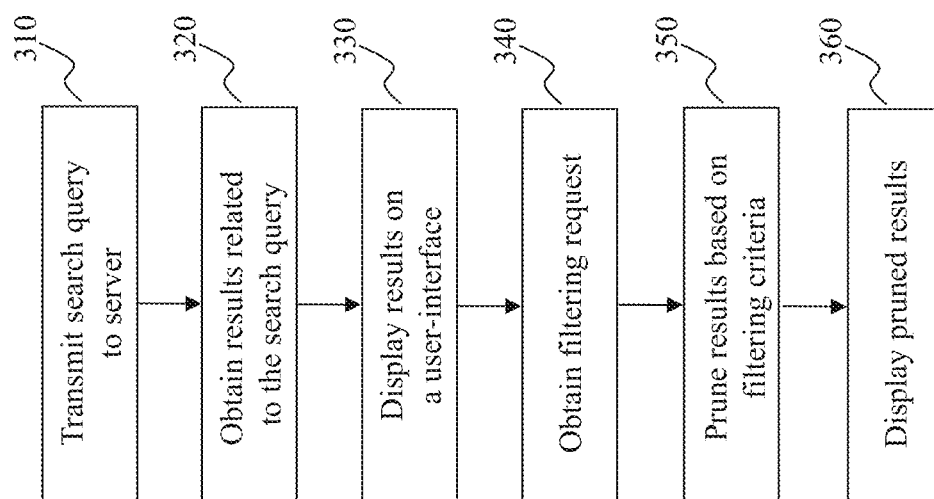 310
Transmit search query
to server
320
Obtain results related
to the search query
330
Display results on
a user-interface
340
Obtain filtering request
350
Prune results based on
filtering criteria
360
Display pruned results